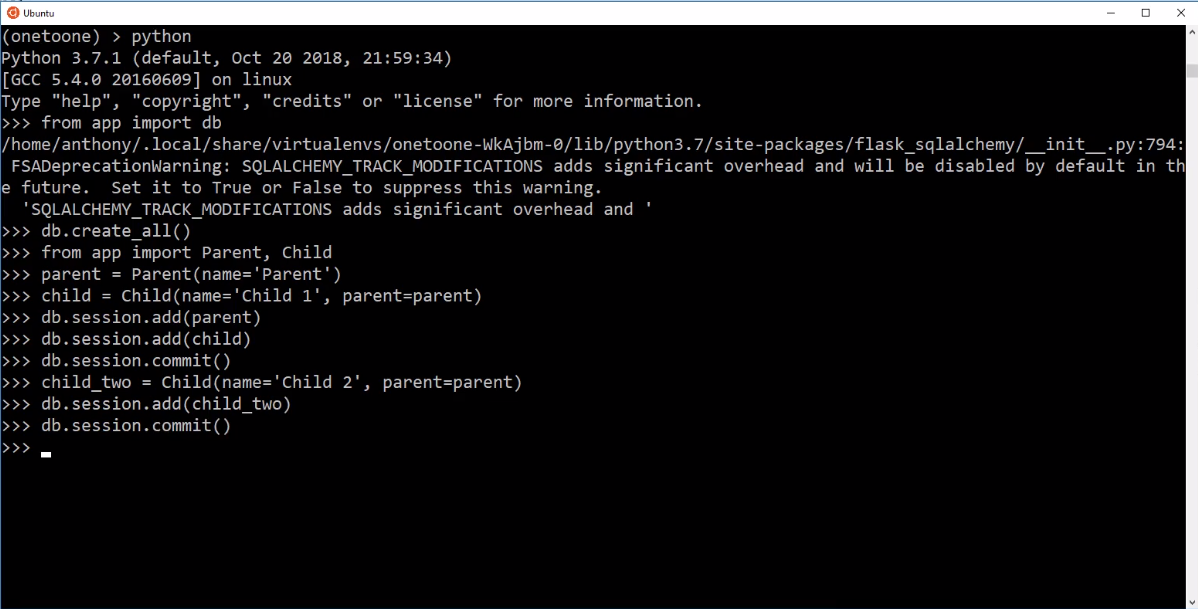 Ubuntu
(onetoone) > python
Python 3.7.1 (default, Oct 20 2018, 21:59:34)
[GCC 5.4.0 20160609] on linux
Type "help", "copyright", "credits" or "license" for more information.
>>> from app import db
/home/anthony/.local/share/virtualenvs/onetoone-WkAjbm-0/lib/python3.7/site-packages/flask_sqlalchemy/__init__.py:794:
 FSADeprecationWarning: SQLALCHEMY_TRACK_MODIFICATIONS adds significant overhead and will be disabled by default in th
e future.  Set it to True or False to suppress this warning.
  'SQLALCHEMY_TRACK_MODIFICATIONS adds significant overhead and '
>>> db.create_all()
>>> from app import Parent, Child
>>> parent = Parent(name='Parent')
>>> child = Child(name='Child 1', parent=parent)
>>> db.session.add(parent)
>>> db.session.add(child)
>>> db.session.commit()
>>> child_two = Child(name='Child 2', parent=parent)
>>> db.session.add(child_two)
>>> db.session.commit()
>>>